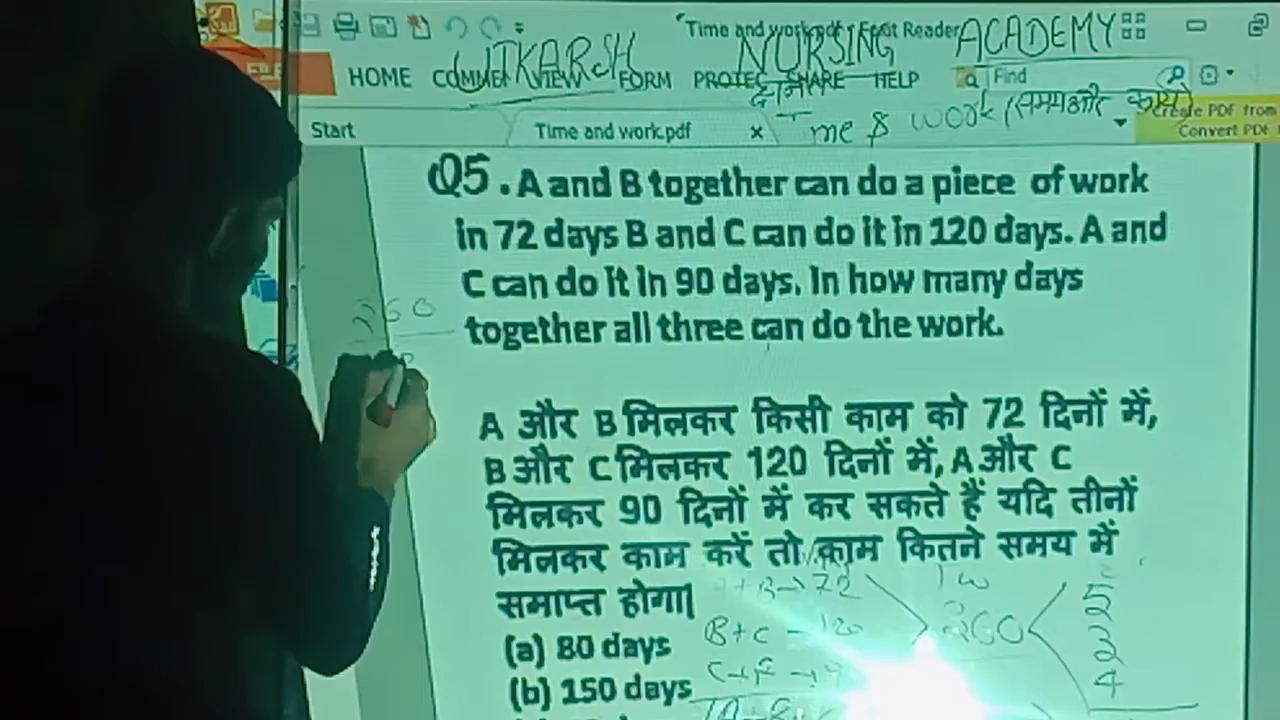 Time and work.pdf - Foxit Reader
UTKARSH NURSING ACADEMY
HOME COMMENT VIEW FORM PROTECT SHARE HELP
Find
me & work (समय और कार्य)
Create PDF from
Convert PDF
Start
Time and work.pdf ×
Q5. A and B together can do a piece of work
in 72 days B and C can do it in 120 days. A and
C can do it in 90 days. In how many days
together all three can do the work.
360
A और B मिलकर किसी काम को 72 दिनों में,
B और C मिलकर 120 दिनों में, A और C
मिलकर 90 दिनों में कर सकते हैं यदि तीनों
मिलकर काम करें तो काम कितने समय में
समाप्त होगा|
(a) 80 days
(b) 150 days
A+B→72
B+C→120
TW
360
5
3
4